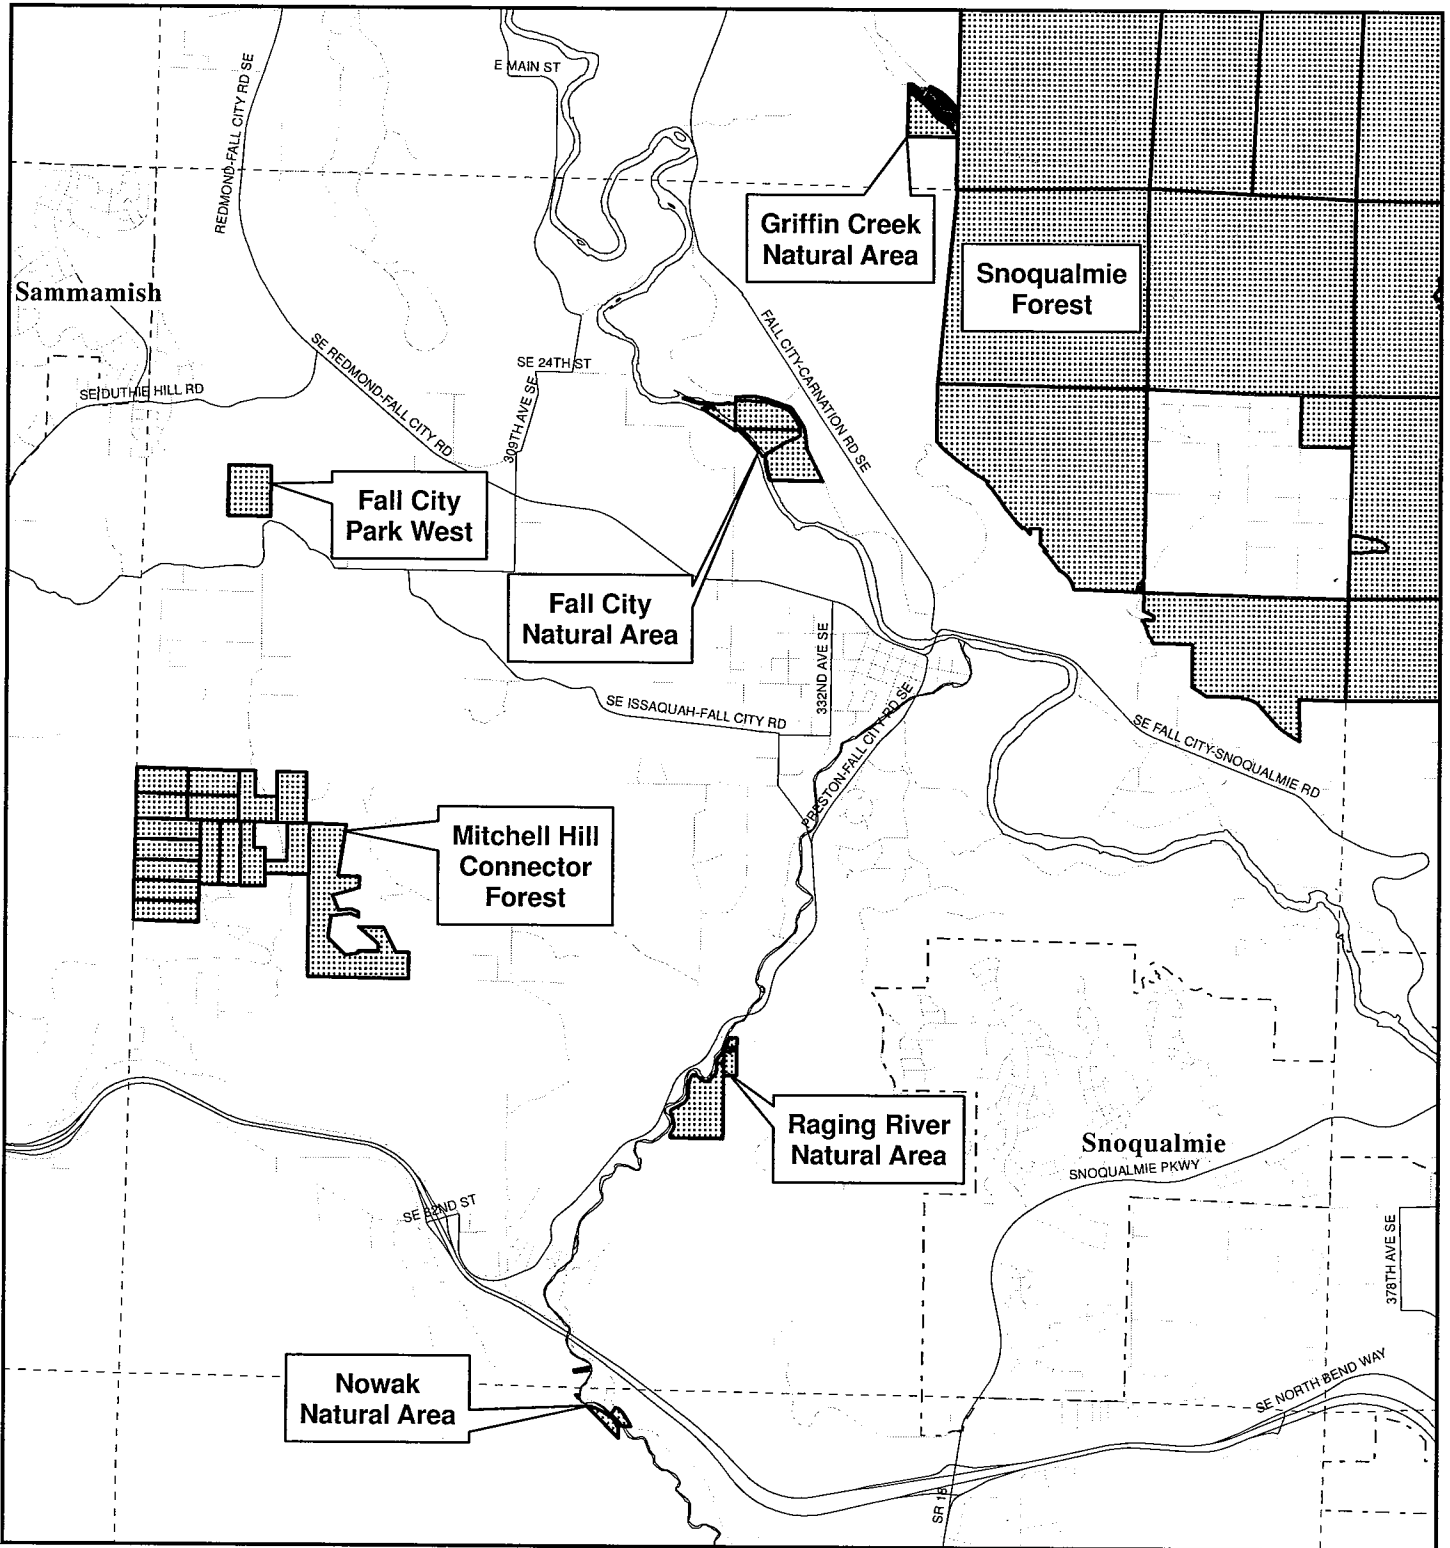 E MAIN ST
REDMOND-FALL CITY RD SE
Griffin Creek
Natural Area
Snoqualmie
Forest
Sammamish
FALL CITY-CARNATION RD SE
SE REDMOND-FALL CITY RD
SE 24TH ST
SE DUTHIE HILL RD
309TH AVE SE
Fall City
Park West
Fall City
Natural Area
332ND AVE SE
SE ISSAQUAH-FALL CITY RD
PRESTON-FALL CITY RD SE
SE FALL CITY-SNOQUALMIE RD
Mitchell Hill
Connector
Forest
Raging River
Natural Area
Snoqualmie
SNOQUALMIE PKWY
SE 82ND ST
378TH AVE SE
Nowak
Natural Area
SE NORTH BEND WAY
SR 18